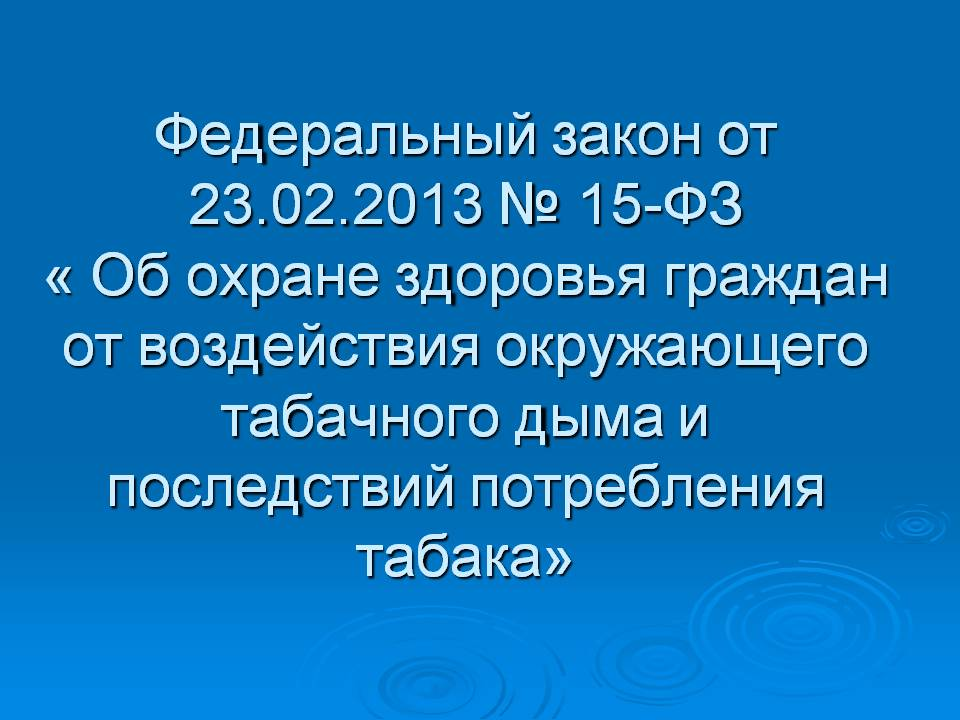 Федеральный закон от
23.02.2013 № 15-ФЗ
« Об охране здоровья граждан
от воздействия окружающего
табачного дыма и
последствий потребления
табака»